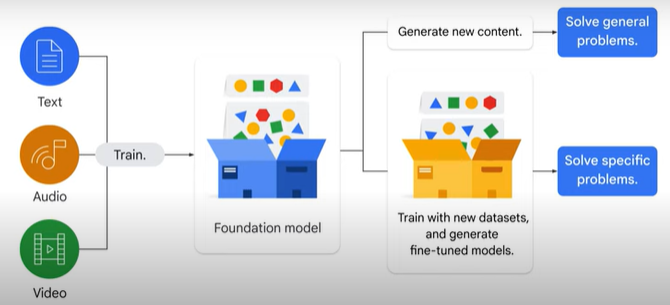 Text
Audio
Video
Train.
Foundation model
Generate new content.
Train with new datasets,
and generate
fine-tuned models.
Solve general
problems.
Solve specific
problems.